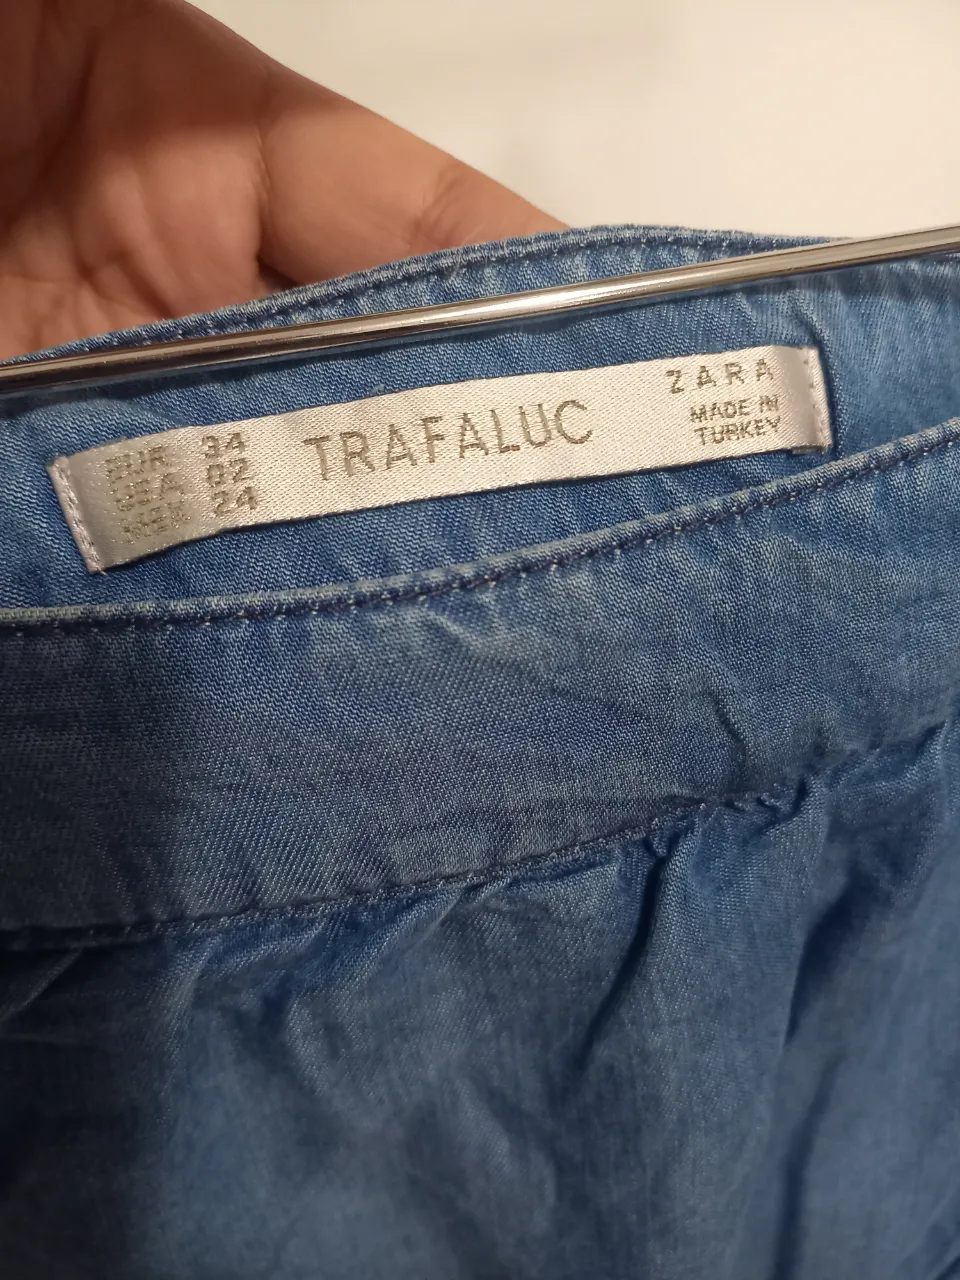 EUR 34
USA 02
MEX 24
TRAFALUC
ZARA
MADE IN
TURKEY